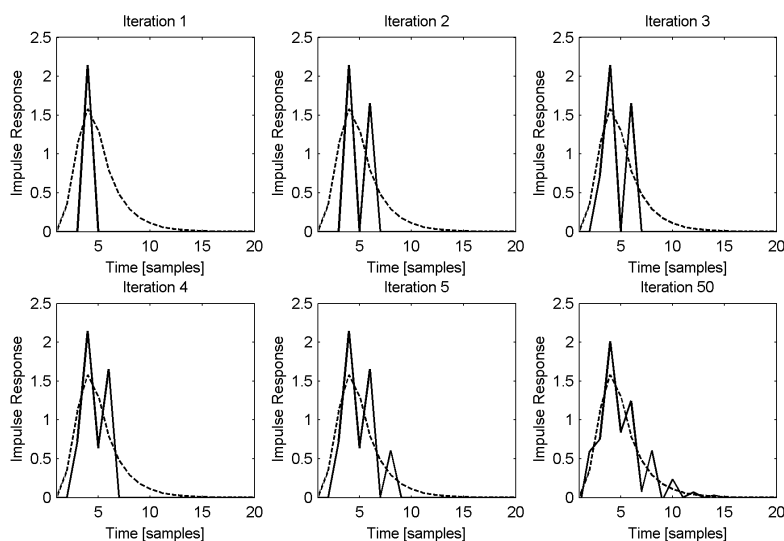 Iteration 1
2.5
2
1.5
1
0.5
0
Impulse Response
5 10 15 20
Time [samples]
Iteration 2
2.5
2
1.5
1
0.5
0
Impulse Response
5 10 15 20
Time [samples]
Iteration 3
2.5
2
1.5
1
0.5
0
Impulse Response
5 10 15 20
Time [samples]
Iteration 4
2.5
2
1.5
1
0.5
0
Impulse Response
5 10 15 20
Time [samples]
Iteration 5
2.5
2
1.5
1
0.5
0
Impulse Response
5 10 15 20
Time [samples]
Iteration 50
2.5
2
1.5
1
0.5
0
Impulse Response
5 10 15 20
Time [samples]